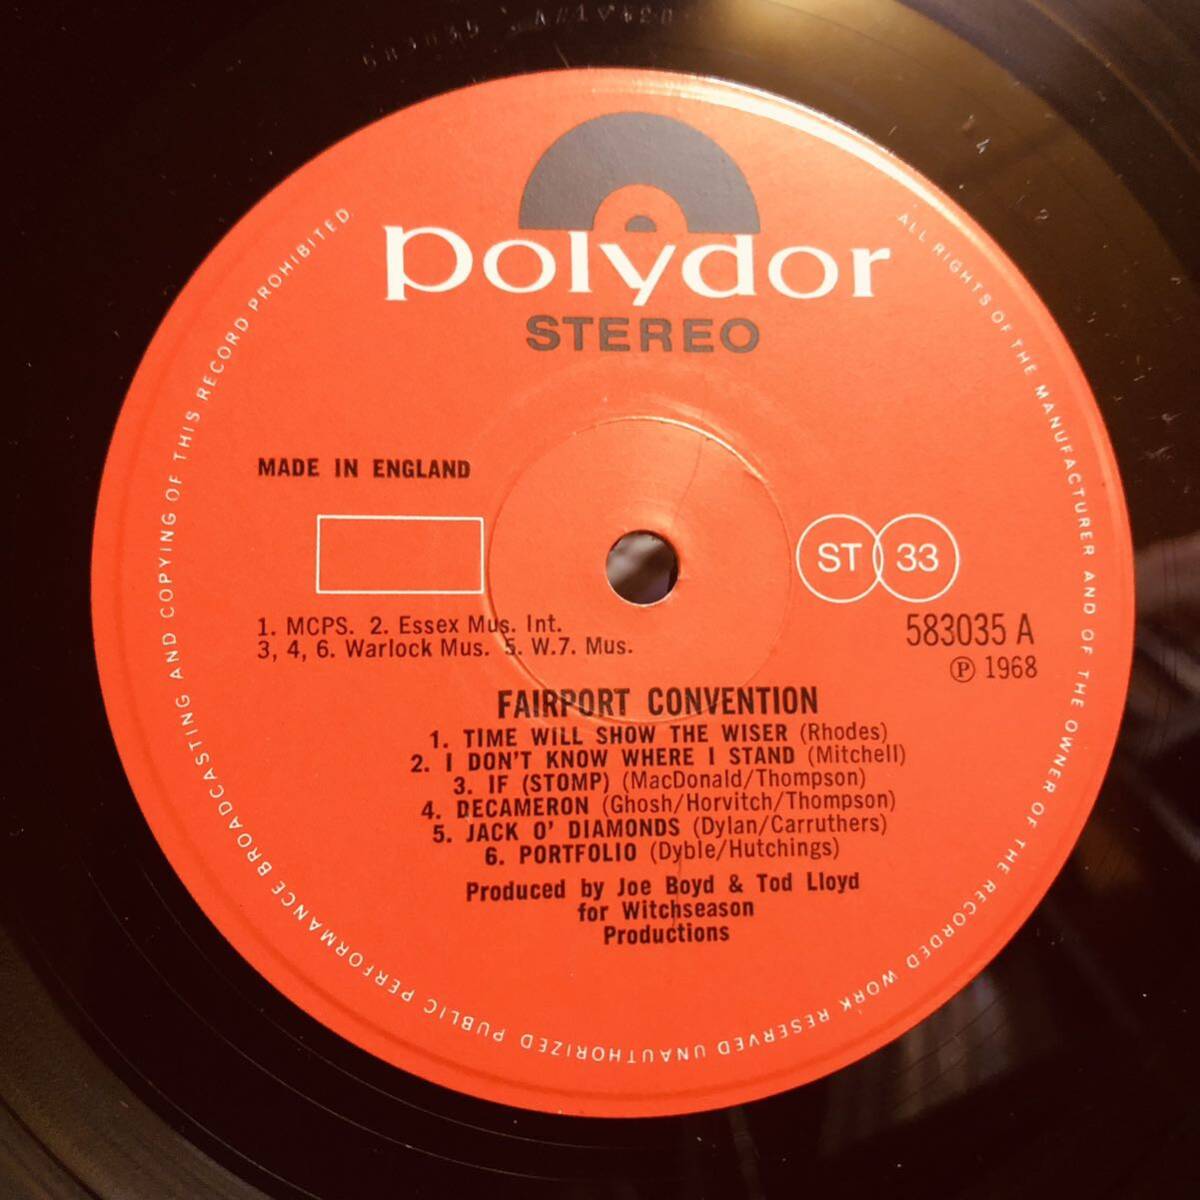 polydor
STEREO
ALL RIGHTS OF THE MANUFACTURER AND OF THE OWNER OF THE RECORDED WORK RESERVED UNAUTHORIZED PUBLIC PERFORMANCE BROADCASTING AND COPYING OF THIS RECORD PROHIBITED
MADE IN ENGLAND
ST 33
1. MCPS. 2. Essex Mus. Int.
3, 4, 6. Warlock Mus. 5. W.7. Mus.
583035 A
Ⓟ 1968
FAIRPORT CONVENTION
1. TIME WILL SHOW THE WISER (Rhodes)
2. I DON'T KNOW WHERE I STAND (Mitchell)
3. IF (STOMP) (MacDonald/Thompson)
4. DECAMERON (Ghosh/Horvitch/Thompson)
5. JACK O' DIAMONDS (Dylan/Carruthers)
6. PORTFOLIO (Dyble/Hutchings)
Produced by Joe Boyd & Tod Lloyd
for Witchseason
Productions